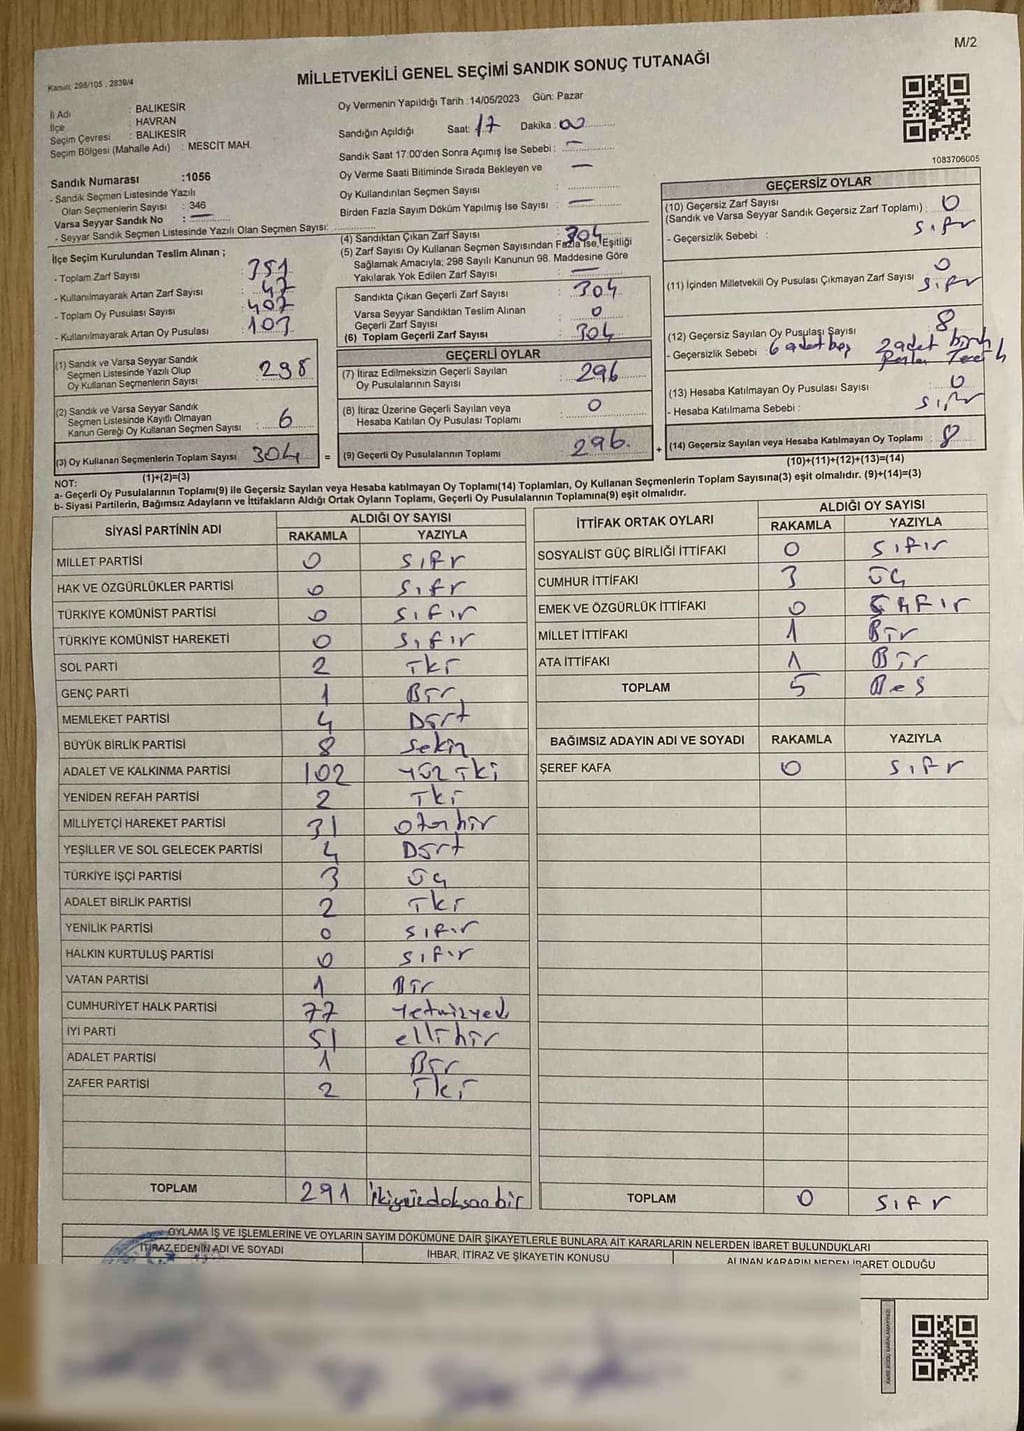 M/2
Kanun: 298/105 , 2839/4
MİLLETVEKİLİ GENEL SEÇİMİ SANDIK SONUÇ TUTANAĞI
İl Adı : BALIKESİR
İlçe : HAVRAN
Seçim Çevresi : BALIKESİR
Seçim Bölgesi (Mahalle Adı) : MESCİT MAH.
Sandık Numarası :1056
- Sandık Seçmen Listesinde Yazılı
Olan Seçmenlerin Sayısı : 346
Varsa Seyyar Sandık No : —
- Seyyar Sandık Seçmen Listesinde Yazılı Olan Seçmen Sayısı:
Oy Vermenin Yapıldığı Tarih :14/05/2023 Gün: Pazar
Sandığın Açıldığı Saat: 17 Dakika : 00
Sandık Saat 17:00'den Sonra Açımış İse Sebebi : —
Oy Verme Saati Bitiminde Sırada Bekleyen ve —
Oy Kullandırılan Seçmen Sayısı :
Birden Fazla Sayım Döküm Yapılmış İse Sayısı : —
1083706005
İlçe Seçim Kurulundan Teslim Alınan ;
- Toplam Zarf Sayısı : 351
- Kullanılmayarak Artan Zarf Sayısı : 47
- Toplam Oy Pusulası Sayısı : 407
- Kullanılmayarak Artan Oy Pusulası : 103
(1) Sandık ve Varsa Seyyar Sandık
Seçmen Listesinde Yazılı Olup
Oy Kullanan Seçmenlerin Sayısı : 298
(2) Sandık ve Varsa Seyyar Sandık
Seçmen Listesinde Kayıtlı Olmayan
Kanun Gereği Oy Kullanan Seçmen Sayısı : 6
(3) Oy Kullanan Seçmenlerin Toplam Sayısı : 304 =
(1)+(2)=(3)
(4) Sandıktan Çıkan Zarf Sayısı : 304
(5) Zarf Sayısı Oy Kullanan Seçmen Sayısından Fazla ise, Eşitliği
Sağlamak Amacıyla; 298 Sayılı Kanunun 98. Maddesine Göre
Yakılarak Yok Edilen Zarf Sayısı : —
Sandıkta Çıkan Geçerli Zarf Sayısı : 304
Varsa Seyyar Sandıktan Teslim Alınan
Geçerli Zarf Sayısı : 0
(6) Toplam Geçerli Zarf Sayısı : 304
GEÇERLİ OYLAR
(7) İtiraz Edilmeksizin Geçerli Sayılan
Oy Pusulalarının Sayısı : 296
(8) İtiraz Üzerine Geçerli Sayılan veya
Hesaba Katılan Oy Pusulası Toplamı : 0
(9) Geçerli Oy Pusulalarının Toplamı : 296. +
GEÇERSİZ OYLAR
(10) Geçersiz Zarf Sayısı
(Sandık ve Varsa Seyyar Sandık Geçersiz Zarf Toplamı) : 0
- Geçersizlik Sebebi : sıfır
(11) İçinden Milletvekili Oy Pusulası Çıkmayan Zarf Sayısı : 0 sıfır
(12) Geçersiz Sayılan Oy Pusulası Sayısı : 8
- Geçersizlik Sebebi : 6 adet boş 2 adet
(13) Hesaba Katılmayan Oy Pusulası Sayısı : 0
- Hesaba Katılmama Sebebi : sıfır
(14) Geçersiz Sayılan veya Hesaba Katılmayan Oy Toplamı : 8
(10)+(11)+(12)+(13)=(14)
NOT:
a- Geçerli Oy Pusulalarının Toplamı(9) ile Geçersiz Sayılan veya Hesaba Katılmayan Oy Toplamı(14) Toplamları, Oy Kullanan Seçmenlerin Toplam Sayısına(3) eşit olmalıdır. (9)+(14)=(3)
b- Siyasi Partilerin, Bağımsız Adayların ve İttifakların Aldığı Ortak Oyların Toplamı, Geçerli Oy Pusulalarının Toplamına(9) eşit olmalıdır.
SİYASİ PARTİNİN ADI ALDIĞI OY SAYISI
RAKAMLA YAZIYLA
MİLLET PARTİSİ 0 sıfır
HAK VE ÖZGÜRLÜKLER PARTİSİ 0 sıfır
TÜRKİYE KOMÜNİST PARTİSİ 0 sıfır
TÜRKİYE KOMÜNİST HAREKETİ 0 sıfır
SOL PARTİ 2 İki
GENÇ PARTİ 1 Bir
MEMLEKET PARTİSİ 4 Dört
BÜYÜK BİRLİK PARTİSİ 8 Sekiz
ADALET VE KALKINMA PARTİSİ 102 yüz iki
YENİDEN REFAH PARTİSİ 2 İki
MİLLİYETÇİ HAREKET PARTİSİ 31 otuzbir
YEŞİLLER VE SOL GELECEK PARTİSİ 4 Dört
TÜRKİYE İŞÇİ PARTİSİ 3 üç
ADALET BİRLİK PARTİSİ 2 İki
YENİLİK PARTİSİ 0 sıfır
HALKIN KURTULUŞ PARTİSİ 0 sıfır
VATAN PARTİSİ 1 Bir
CUMHURİYET HALK PARTİSİ 77 Yetmişyedi
İYİ PARTİ 51 ellibir
ADALET PARTİSİ 1 Bir
ZAFER PARTİSİ 2 İki
TOPLAM 291 ikiyüzdoksanbir
İTTİFAK ORTAK OYLARI ALDIĞI OY SAYISI
RAKAMLA YAZIYLA
SOSYALİST GÜÇ BİRLİĞİ İTTİFAKI 0 sıfır
CUMHUR İTTİFAKI 3 üç
EMEK VE ÖZGÜRLÜK İTTİFAKI 0 sıfır
MİLLET İTTİFAKI 1 Bir
ATA İTTİFAKI 1 Bir
TOPLAM 5 Beş
BAĞIMSIZ ADAYIN ADI VE SOYADI RAKAMLA YAZIYLA
ŞEREF KAFA 0 sıfır
TOPLAM 0 sıfır
OYLAMA İŞ VE İŞLEMLERİNE VE OYLARIN SAYIM DÖKÜMÜNE DAİR ŞİKAYETLERLE BUNLARA AİT KARARLARIN NELERDEN İBARET BULUNDUKLARI
İTİRAZ EDENİN ADI VE SOYADI İHBAR, İTİRAZ VE ŞİKAYETİN KONUSU ALINAN KARARIN NEDEN İBARET OLDUĞU